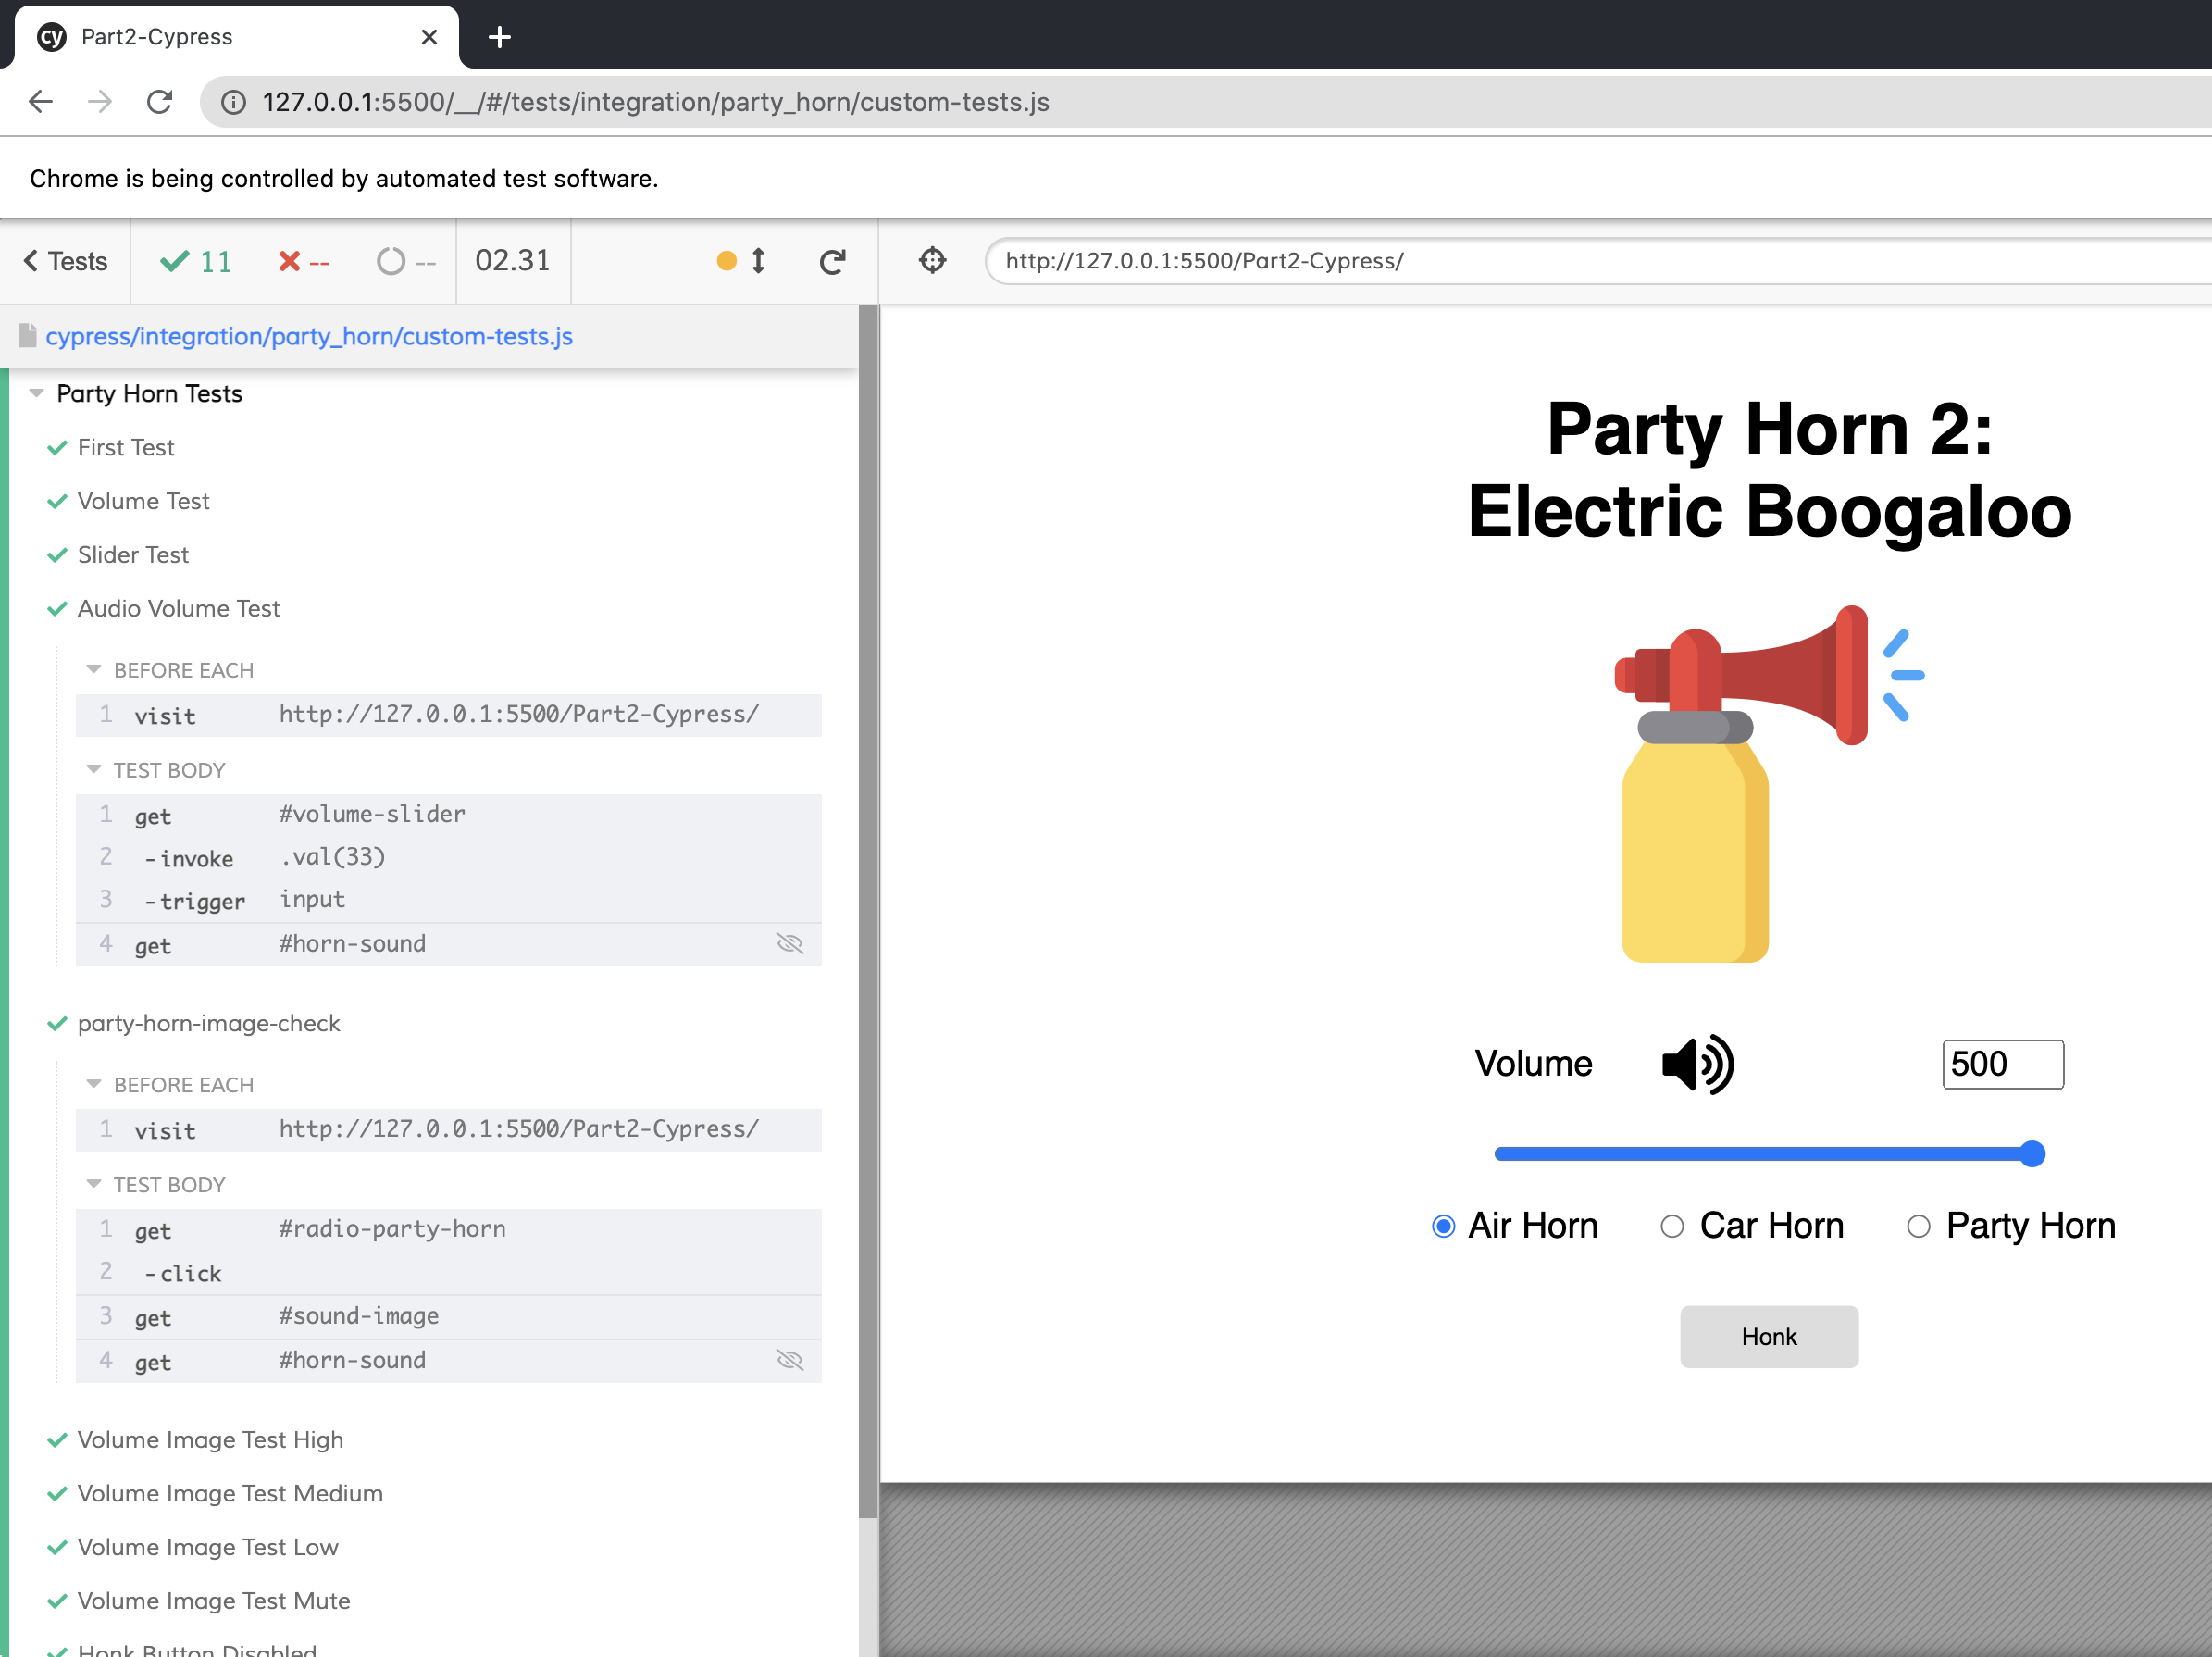 cy Part2-Cypress
127.0.0.1:5500/__/#/tests/integration/party_horn/custom-tests.js
Chrome is being controlled by automated test software.
Tests 11 -- -- 02.31
http://127.0.0.1:5500/Part2-Cypress/
cypress/integration/party_horn/custom-tests.js
Party Horn Tests
First Test
Volume Test
Slider Test
Audio Volume Test
BEFORE EACH
1 visit http://127.0.0.1:5500/Part2-Cypress/
TEST BODY
1 get #volume-slider
2 -invoke .val(33)
3 -trigger input
4 get #horn-sound
party-horn-image-check
BEFORE EACH
1 visit http://127.0.0.1:5500/Part2-Cypress/
TEST BODY
1 get #radio-party-horn
2 -click
3 get #sound-image
4 get #horn-sound
Volume Image Test High
Volume Image Test Medium
Volume Image Test Low
Volume Image Test Mute
Honk Button Disabled
Party Horn 2:
Electric Boogaloo
Volume 500
Air Horn Car Horn Party Horn
Honk